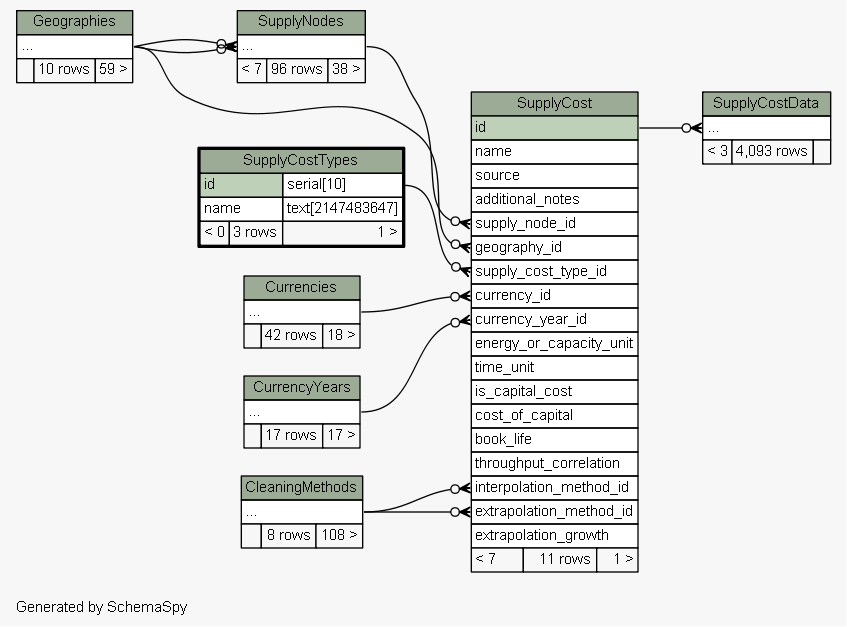 Geographies
...
10 rows 59 >
SupplyNodes
...
< 7 96 rows 38 >
SupplyCostTypes
id serial[10]
name text[2147483647]
< 0 3 rows 1 >
Currencies
...
42 rows 18 >
CurrencyYears
...
17 rows 17 >
CleaningMethods
...
8 rows 108 >
SupplyCost
id
name
source
additional_notes
supply_node_id
geography_id
supply_cost_type_id
currency_id
currency_year_id
energy_or_capacity_unit
time_unit
is_capital_cost
cost_of_capital
book_life
throughput_correlation
interpolation_method_id
extrapolation_method_id
extrapolation_growth
< 7 11 rows 1 >
SupplyCostData
...
< 3 4,093 rows
Generated by SchemaSpy